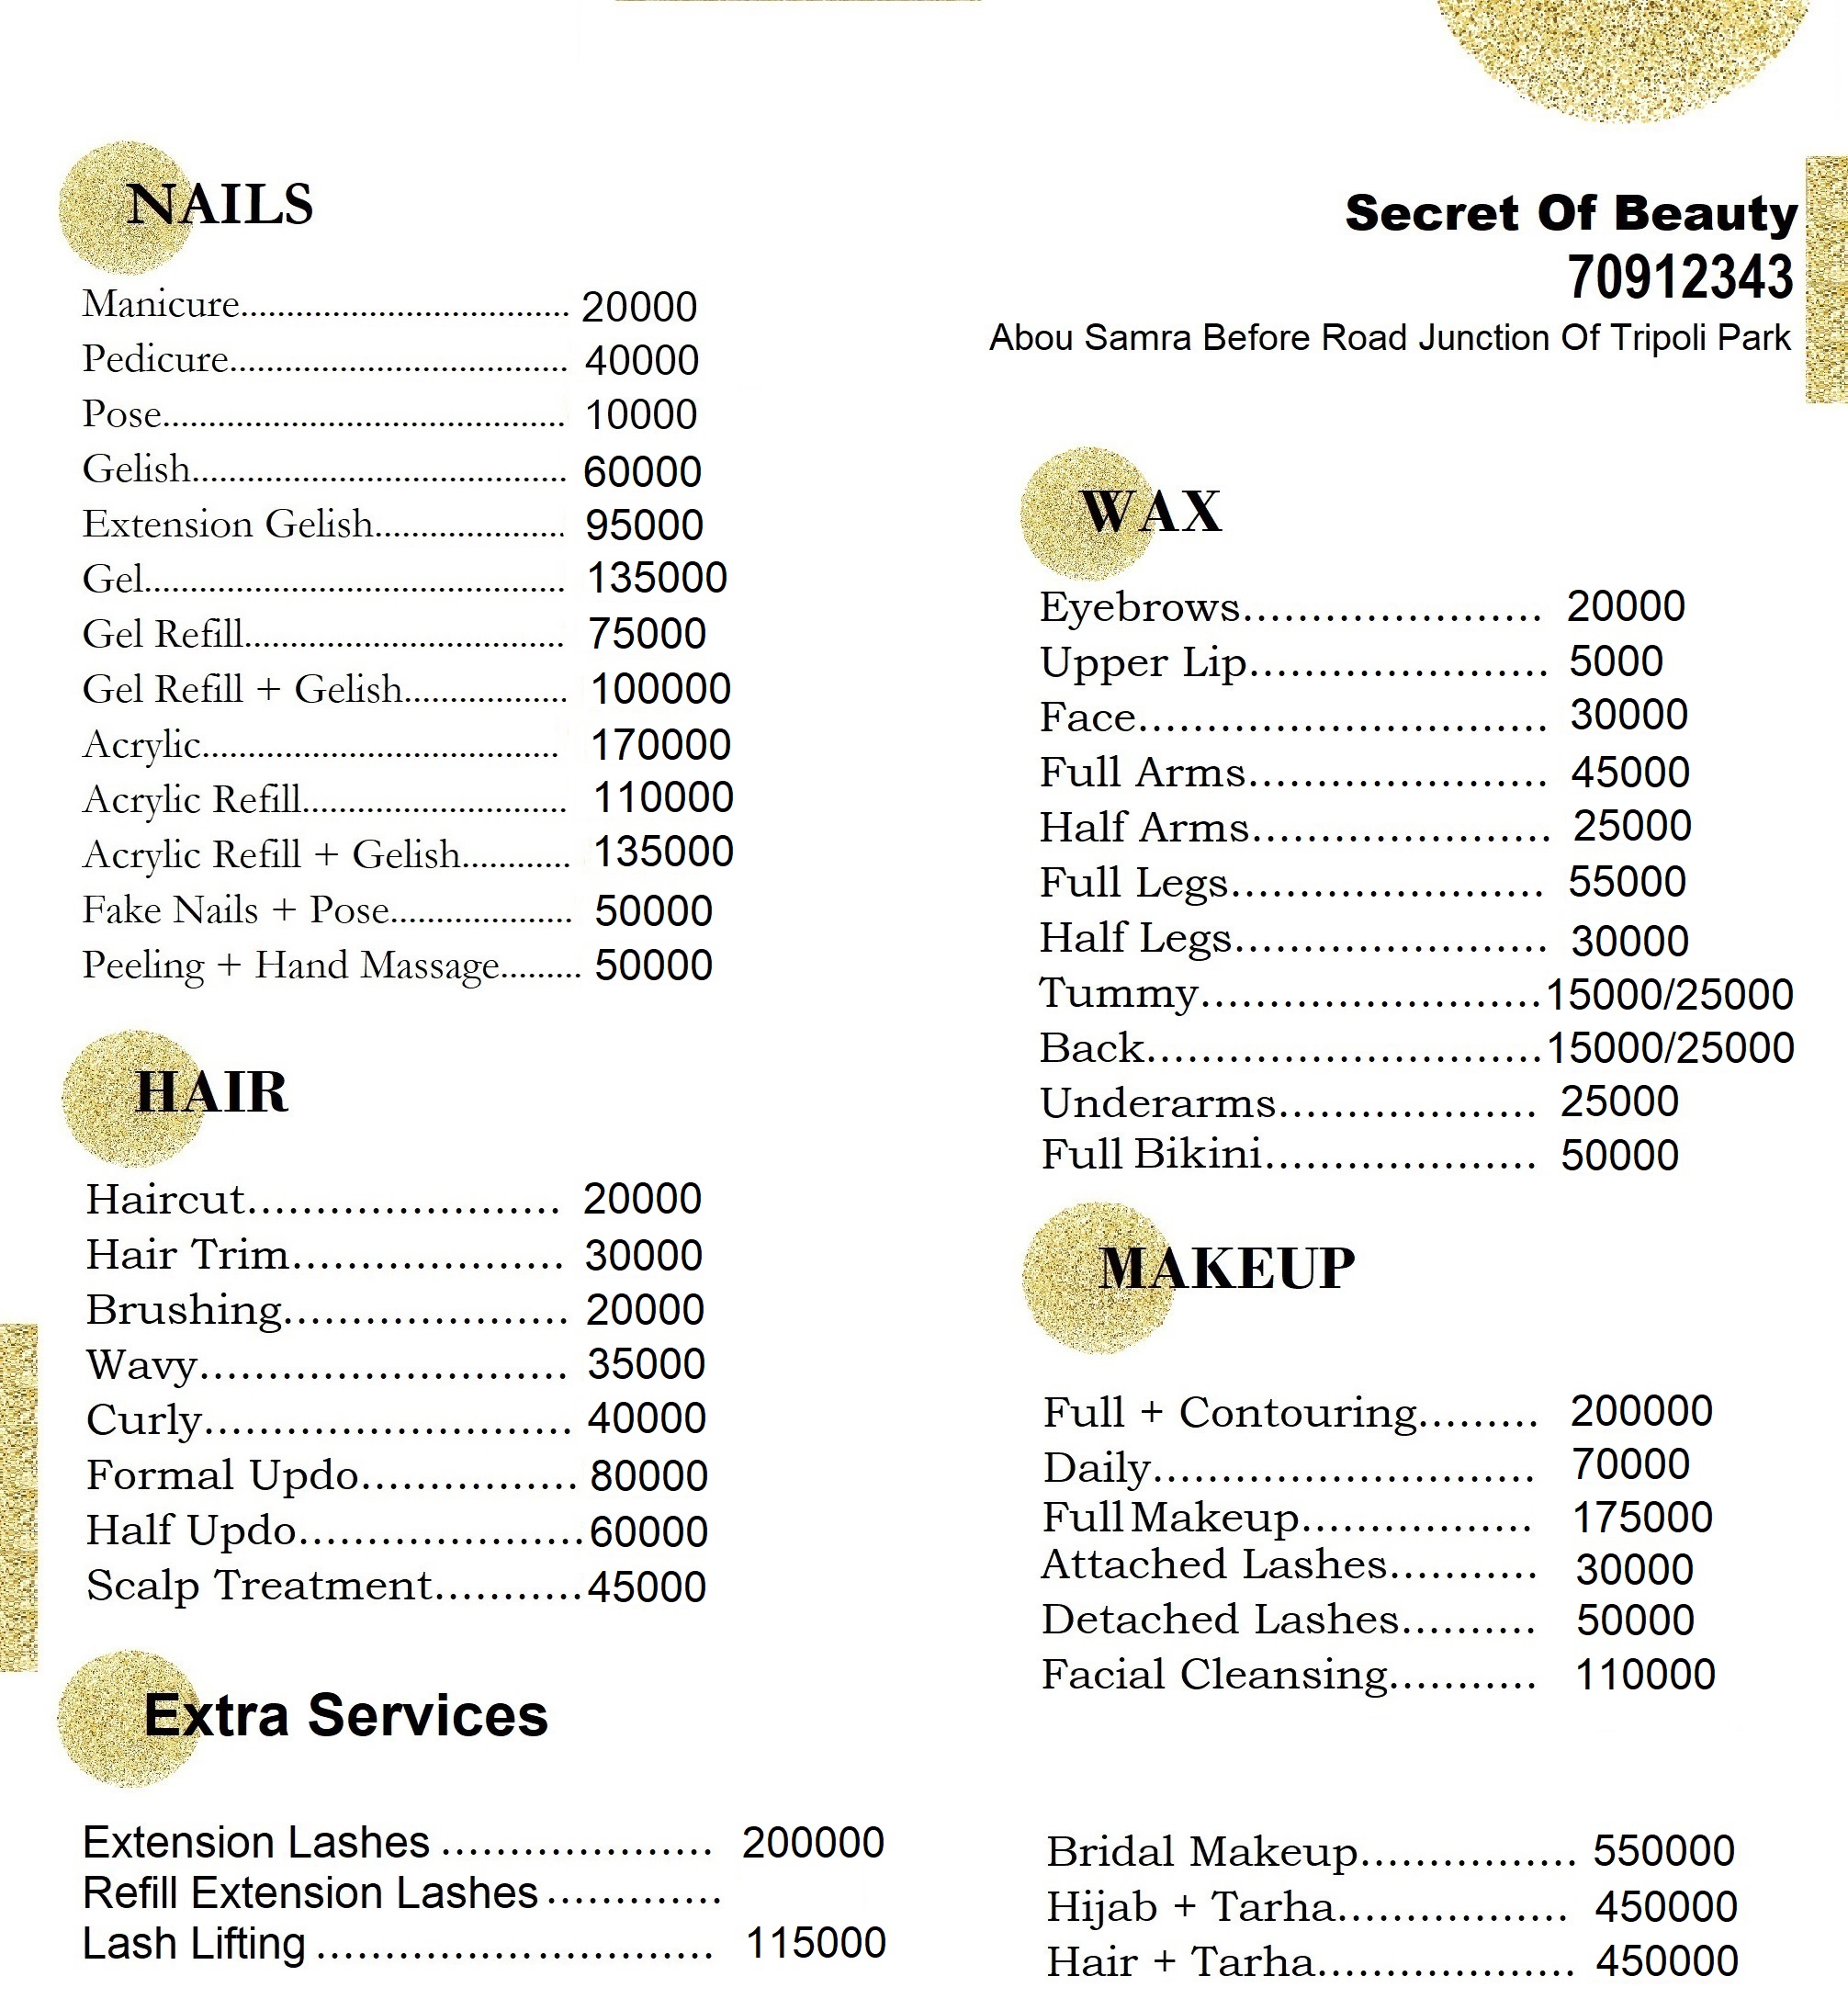 NAILS
Manicure.................................... 20000
Pedicure..................................... 40000
Pose............................................ 10000
Gelish......................................... 60000
Extension Gelish..................... 95000
Gel.............................................. 135000
Gel Refill................................... 75000
Gel Refill + Gelish.................. 100000
Acrylic....................................... 170000
Acrylic Refill............................. 110000
Acrylic Refill + Gelish............ 135000
Fake Nails + Pose.................... 50000
Peeling + Hand Massage......... 50000
HAIR
Haircut....................... 20000
Hair Trim.................... 30000
Brushing..................... 20000
Wavy........................... 35000
Curly........................... 40000
Formal Updo................ 80000
Half Updo..................... 60000
Scalp Treatment........... 45000
Extra Services
Extension Lashes .................... 200000
Refill Extension Lashes .............
Lash Lifting ............................. 115000
Secret Of Beauty
70912343
Abou Samra Before Road Junction Of Tripoli Park
WAX
Eyebrows...................... 20000
Upper Lip...................... 5000
Face.............................. 30000
Full Arms...................... 45000
Half Arms...................... 25000
Full Legs....................... 55000
Half Legs....................... 30000
Tummy......................... 15000/25000
Back............................. 15000/25000
Underarms................... 25000
Full Bikini.................... 50000
MAKEUP
Full + Contouring......... 200000
Daily............................ 70000
Full Makeup................. 175000
Attached Lashes........... 30000
Detached Lashes.......... 50000
Facial Cleansing........... 110000
Bridal Makeup................ 550000
Hijab + Tarha................. 450000
Hair + Tarha................... 450000